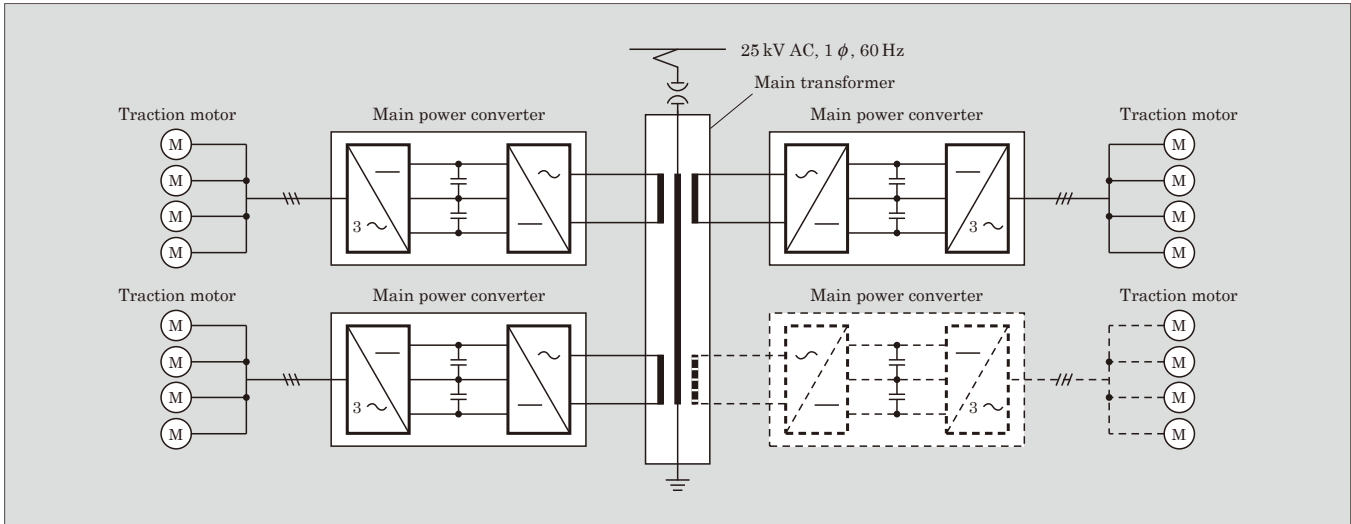 25 kV AC, 1 ϕ, 60 Hz
Main transformer
Traction motor
Main power converter
Main power converter
Traction motor
M
M
M
M
3
3
M
M
M
M
Traction motor
Main power converter
Main power converter
Traction motor
M
M
M
M
3
3
M
M
M
M